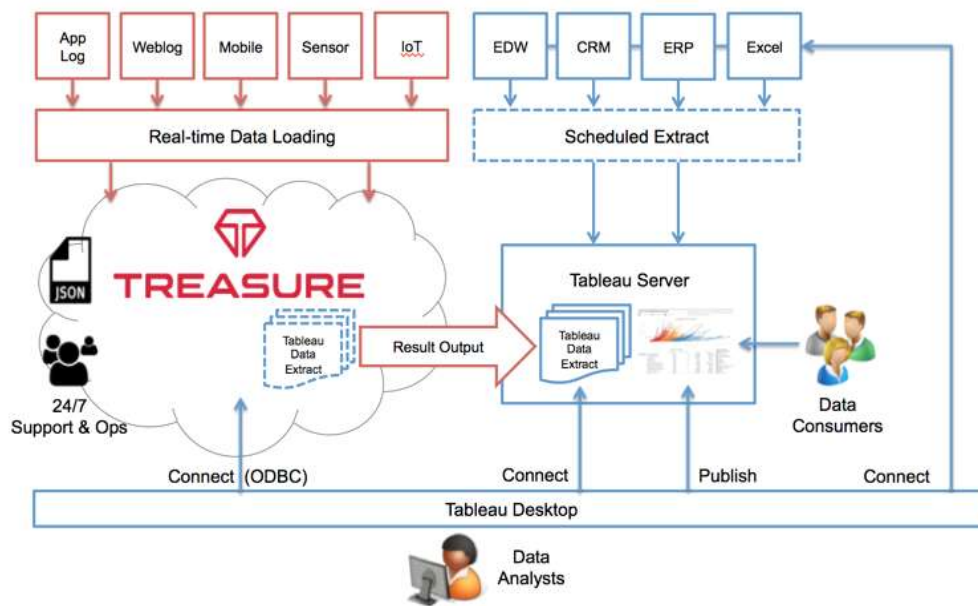 App
Log
Weblog
Mobile
Sensor
IoT
EDW
CRM
ERP
Excel
Real-time Data Loading
Scheduled Extract
JSON
TREASURE
Tableau
Data
Extract
Result Output
Tableau Server
Tableau
Data
Extract
24/7
Support & Ops
Data
Consumers
Connect (ODBC)
Connect
Publish
Connect
Tableau Desktop
Data
Analysts